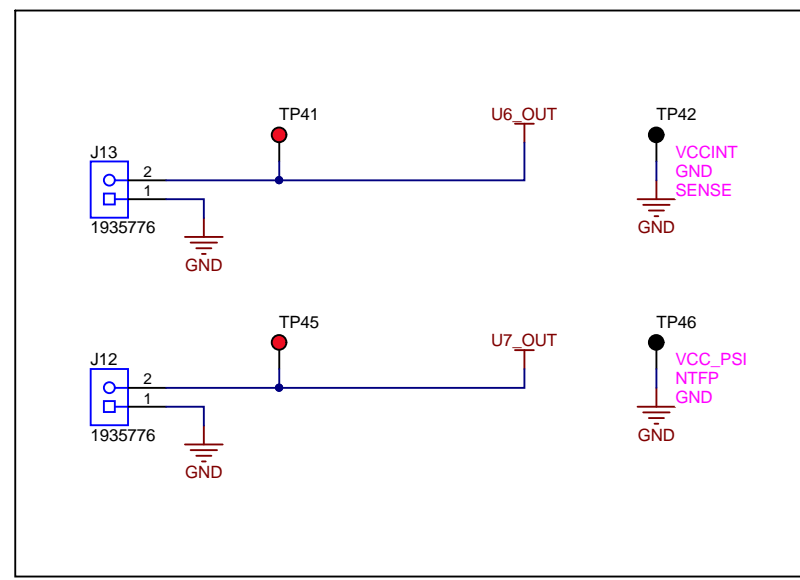 TP41
U6_OUT
TP42
J13
2
1
1935776
GND
VCCINT
GND
SENSE
GND
TP45
U7_OUT
TP46
J12
2
1
1935776
GND
VCC_PSI
NTFP
GND
GND